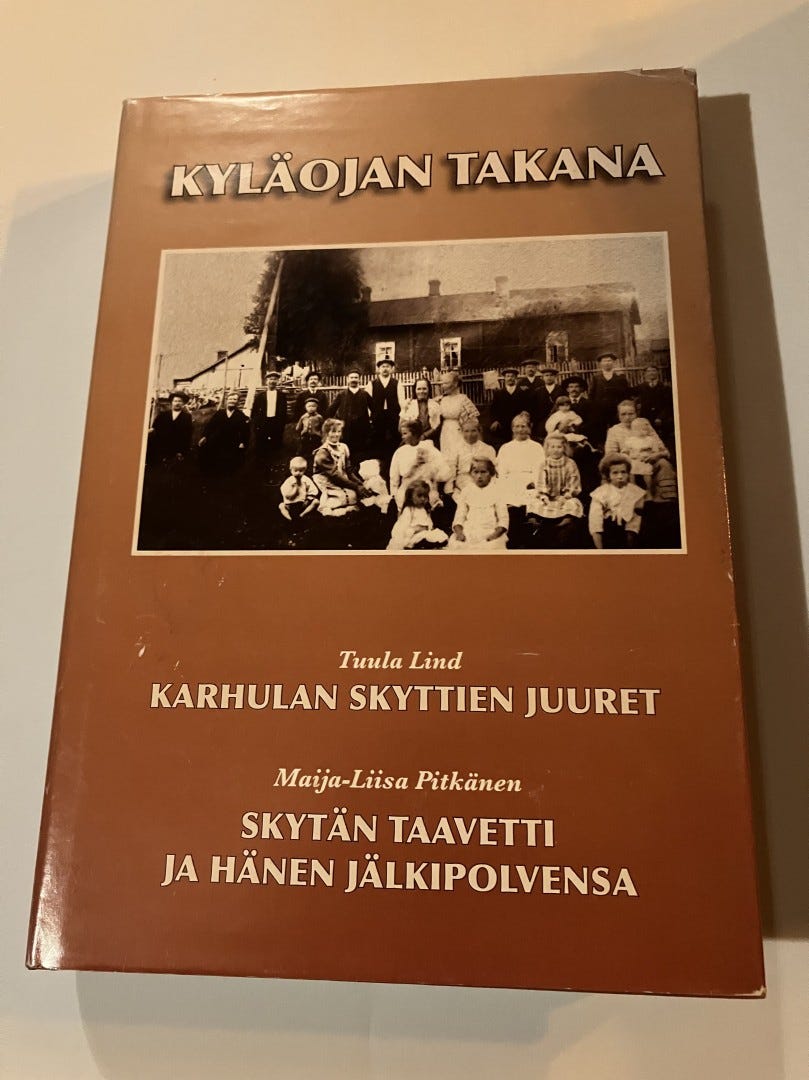 KYLÄOJAN TAKANA
Tuula Lind
KARHULAN SKYTTIEN JUURET
Maija-Liisa Pitkänen
SKYTÄN TAAVETTI
JA HÄNEN JÄLKIPOLVENSA